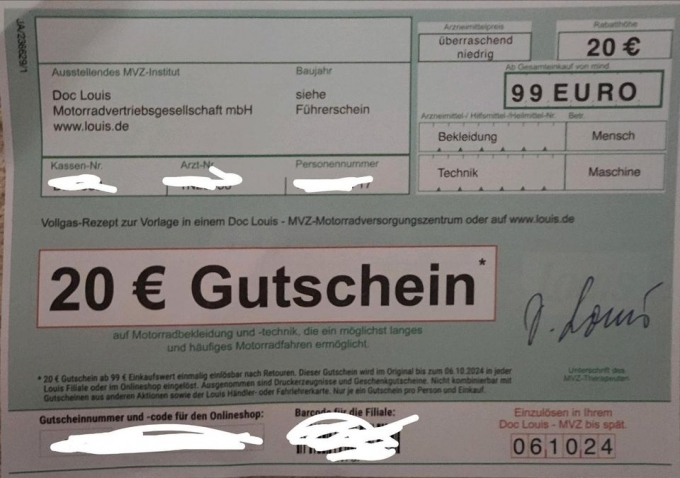 JA/236629/1
Arzneimittelpreis
überraschend
niedrig
Rabatthöhe
20 €
Ab Gesamteinkauf von mind.
99 EURO
Ausstellendes MVZ-Institut
Baujahr
Doc Louis
Motorradvertriebsgesellschaft mbH
www.louis.de
siehe
Führerschein
Arzneimittel-/ Hilfsmittel-/Heilmittel-Nr.
Betr.
Bekleidung
Mensch
Technik
Maschine
Kassen-Nr.
Arzt-Nr.
Personennummer
Vollgas-Rezept zur Vorlage in einem Doc Louis - MVZ-Motorradversorgungszentrum oder auf www.louis.de
20 € Gutschein*
auf Motorradbekleidung und -technik, die ein möglichst langes
und häufiges Motorradfahren ermöglicht.
J. Louis
Unterschrift des
MVZ-Therapeuten
* 20 € Gutschein ab 99 € Einkaufswert einmalig einlösbar nach Retouren. Dieser Gutschein wird im Original bis zum 06.10.2024 in jeder
Louis Filiale oder im Onlineshop eingelöst. Ausgenommen sind Druckerzeugnisse und Geschenkgutscheine. Nicht kombinierbar mit
Gutscheinen aus anderen Aktionen sowie der Louis Händler- oder Fahrlehrerkarte. Nur je ein Gutschein pro Person und Einkauf.
Gutscheinnummer und -code für den Onlineshop:
Barcode für die Filiale:
Einzulösen in Ihrem
Doc Louis - MVZ bis spät.
061024